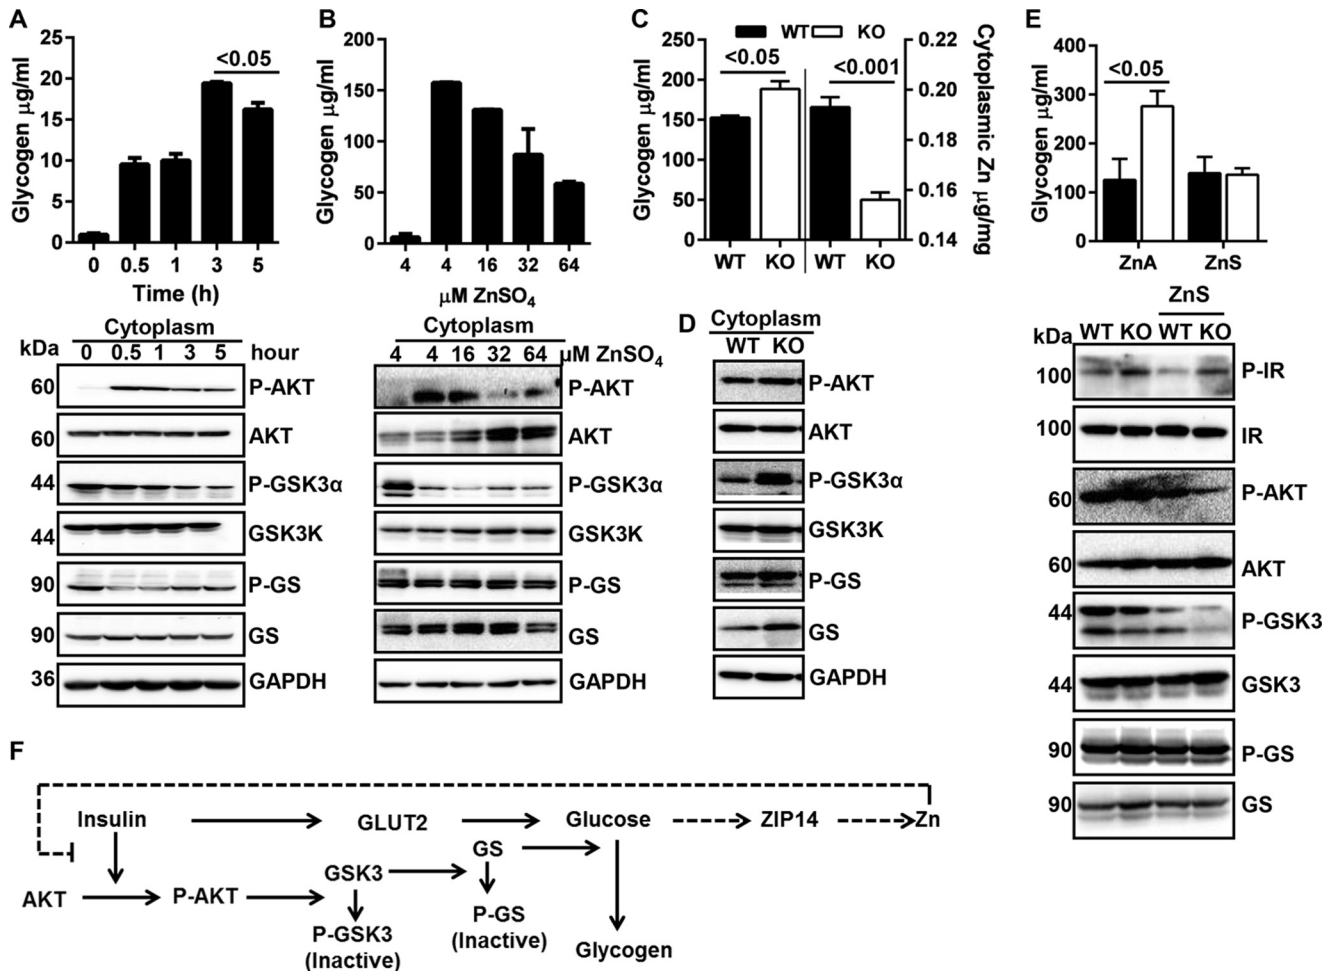 A
Glycogen µg/ml
25
20
15
10
5
0
<0.05
0 0.5 1 3 5
Time (h)
Cytoplasm
kDa 0 0.5 1 3 5 hour
60 P-AKT
60 AKT
44 P-GSK3α
44 GSK3K
90 P-GS
90 GS
36 GAPDH
B
Glycogen µg/ml
200
150
100
50
0
4 4 16 32 64
µM ZnSO4
Cytoplasm
4 4 16 32 64 µM ZnSO4
P-AKT
AKT
P-GSK3α
GSK3K
P-GS
GS
GAPDH
C
WT KO
Glycogen µg/ml
250
200
150
100
50
0
<0.05
<0.001
0.22
0.20
0.18
0.16
0.14
Cytoplasmic Zn µg/mg
WT KO WT KO
D
Cytoplasm
WT KO
P-AKT
AKT
P-GSK3α
GSK3K
P-GS
GS
GAPDH
E
Glycogen µg/ml
400
300
200
100
0
<0.05
ZnA ZnS
ZnS
kDa WT KO WT KO
100 P-IR
100 IR
60 P-AKT
60 AKT
44 P-GSK3
44 GSK3
90 P-GS
90 GS
F
Insulin GLUT2 Glucose ZIP14 Zn
AKT P-AKT GSK3 GS
P-GSK3
(Inactive)
P-GS
(Inactive)
Glycogen